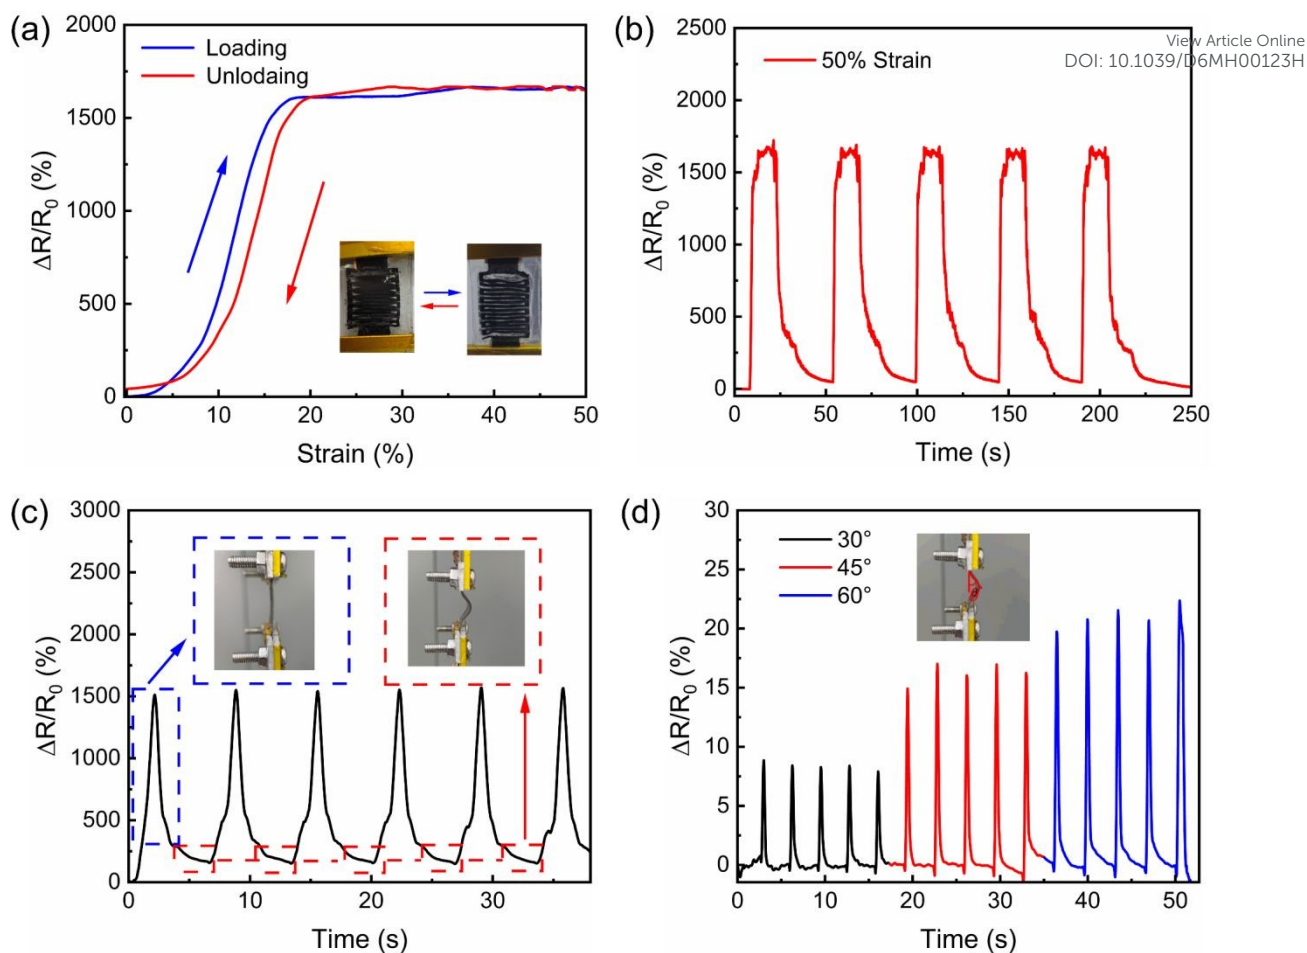 (a)
2000
1500
1000
500
0
ΔR/R₀ (%)
Loading
Unlodaing
0 10 20 30 40 50
Strain (%)
(b)
View Article Online
DOI: 10.1039/D6MH00123H
2500
2000
1500
1000
500
0
ΔR/R₀ (%)
50% Strain
0 50 100 150 200 250
Time (s)
(c)
3000
2500
2000
1500
1000
500
0
ΔR/R₀ (%)
0 10 20 30
Time (s)
(d)
30
25
20
15
10
5
0
ΔR/R₀ (%)
30°
45°
60°
0 10 20 30 40 50
Time (s)